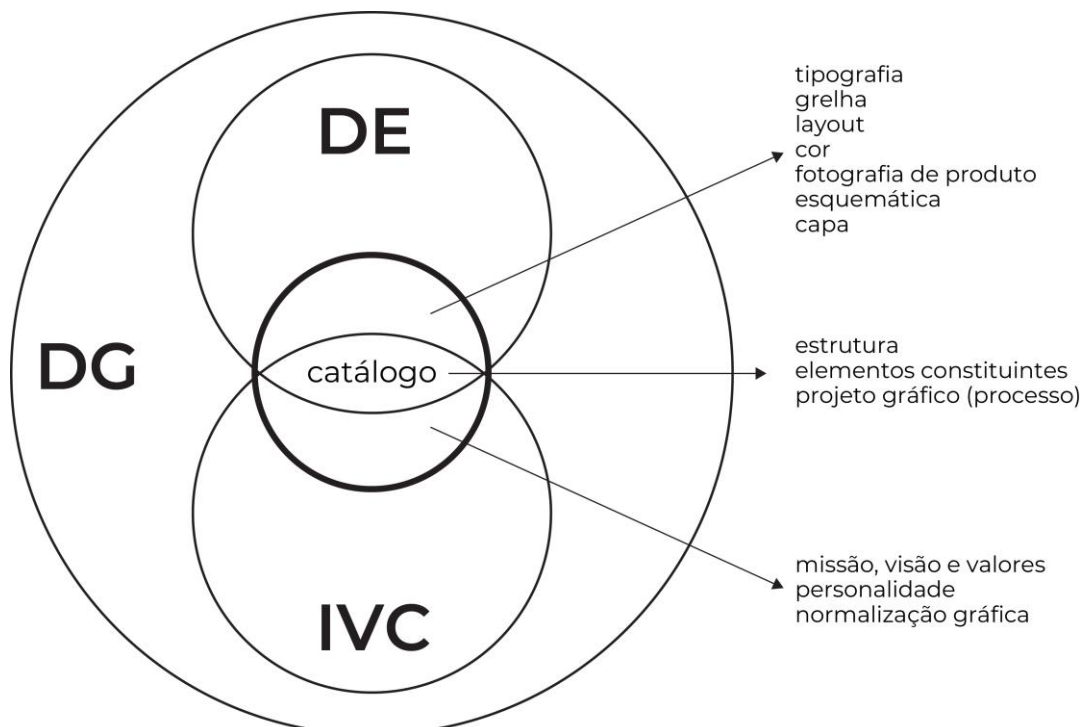 DE
DG
catálogo
IVC
tipografia
grelha
layout
cor
fotografia de produto
esquemática
capa
estrutura
elementos constituintes
projeto gráfico (processo)
missão, visão e valores
personalidade
normalização gráfica